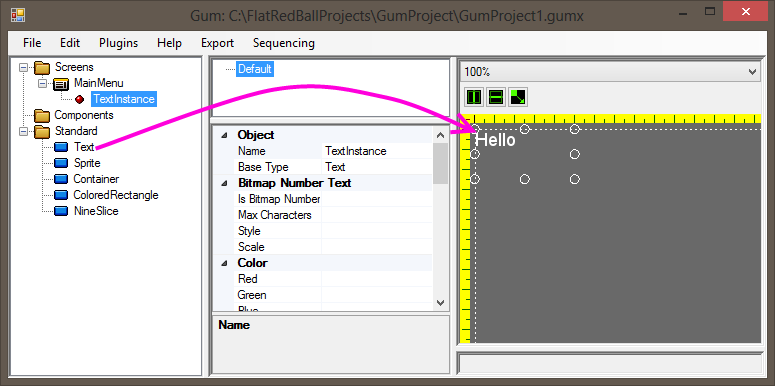 Gum: C:\FlatRedBallProjects\GumProject\GumProject1.gumx
File Edit Plugins Help Export Sequencing
Screens
MainMenu
TextInstance
Components
Standard
Text
Sprite
Container
ColoredRectangle
NineSlice
Default
Object
Name TextInstance
Base Type Text
Bitmap Number Text
Is Bitmap Number
Max Characters
Style
Scale
Color
Red
Green
Blue
Name
100%
Hello